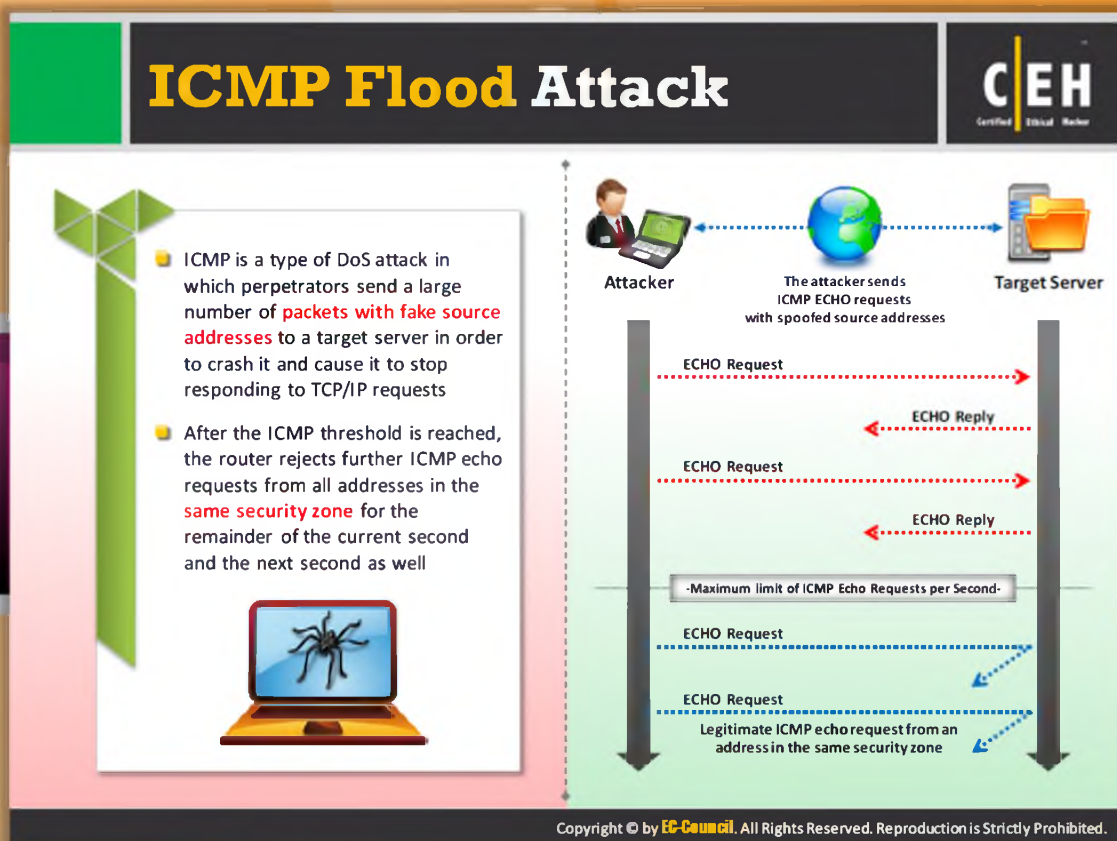 ICMP Flood Attack
CEH
Certified Ethical Hacker
ICMP is a type of DoS attack in
which perpetrators send a large
number of packets with fake source
addresses to a target server in order
to crash it and cause it to stop
responding to TCP/IP requests
After the ICMP threshold is reached,
the router rejects further ICMP echo
requests from all addresses in the
same security zone for the
remainder of the current second
and the next second as well
Attacker
The attacker sends
ICMP ECHO requests
with spoofed source addresses
Target Server
ECHO Request
ECHO Reply
ECHO Request
ECHO Reply
-Maximum limit of ICMP Echo Requests per Second-
ECHO Request
ECHO Request
Legitimate ICMP echo request from an
address in the same security zone
Copyright © by EC-Council. All Rights Reserved. Reproduction is Strictly Prohibited.